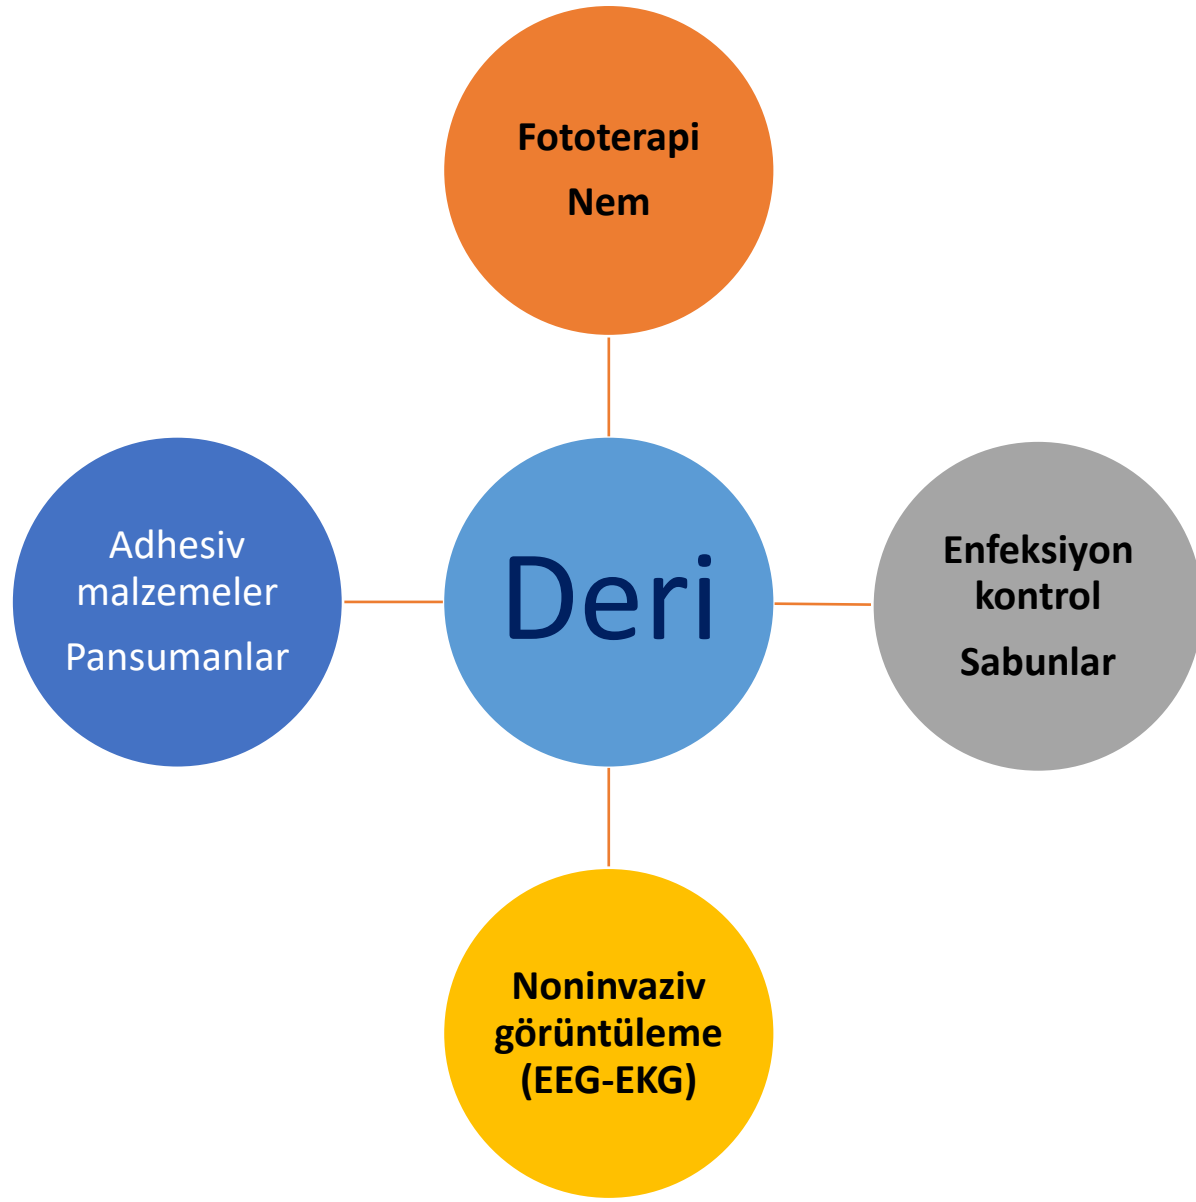 Fototerapi
Nem
Adhesiv
malzemeler
Pansumanlar
Deri
Enfeksiyon
kontrol
Sabunlar
Noninvaziv
görüntüleme
(EEG-EKG)